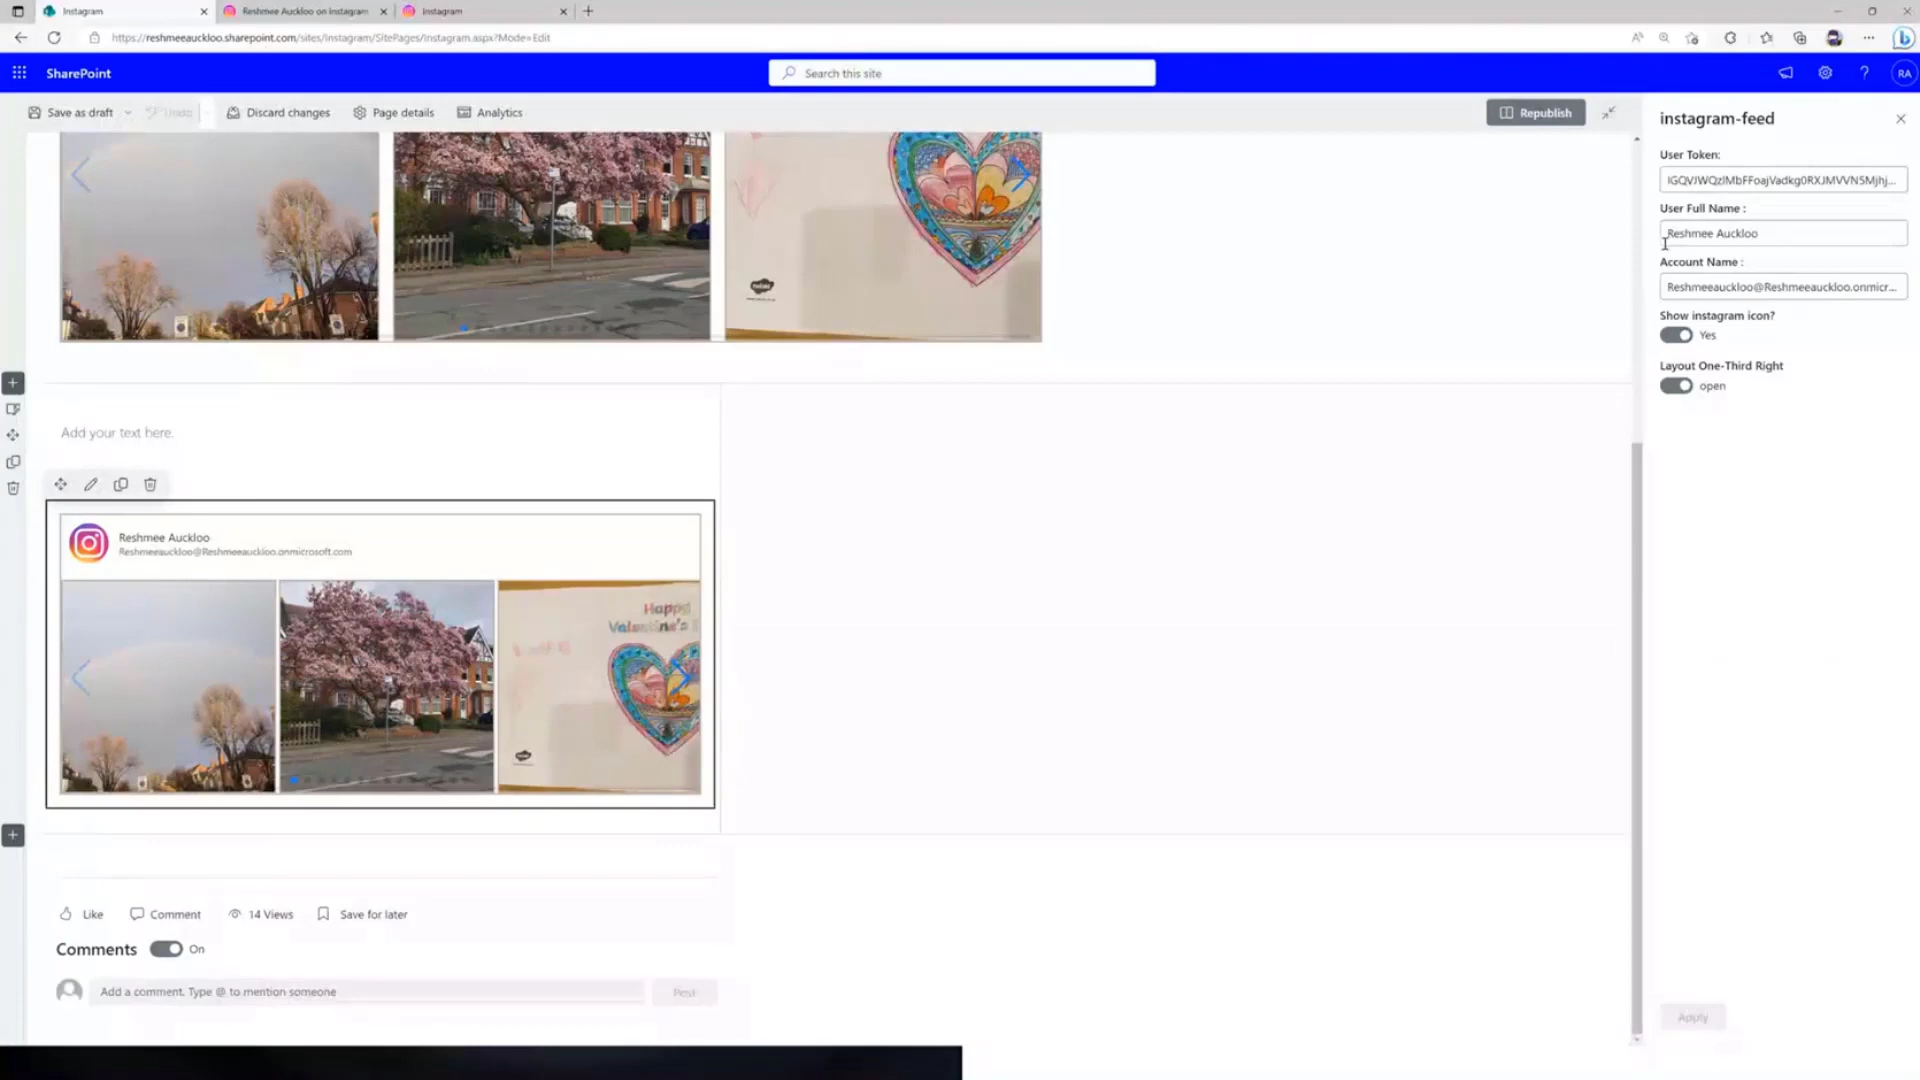 Instagram
Reshmee Auckloo on Instagram
Instagram
https://reshmeeauckloo.sharepoint.com/sites/Instagram/SitePages/Instagram.aspx?Mode=Edit
SharePoint
Search this site
RA
Save as draft
Undo
Discard changes
Page details
Analytics
Republish
instagram-feed
User Token:
User Full Name :
Reshmee Auckloo
Account Name :
Reshmeeauckloo@Reshmeeauckloo.onmicr...
Show instagram icon?
Yes
Layout One-Third Right
open
Add your text here.
Reshmee Auckloo
Reshmeeauckloo@Reshmeeauckloo.onmicrosoft.com
Happy
Valentine's
Like
Comment
14 Views
Save for later
Comments
On
Add a comment. Type @ to mention someone
Post
Apply